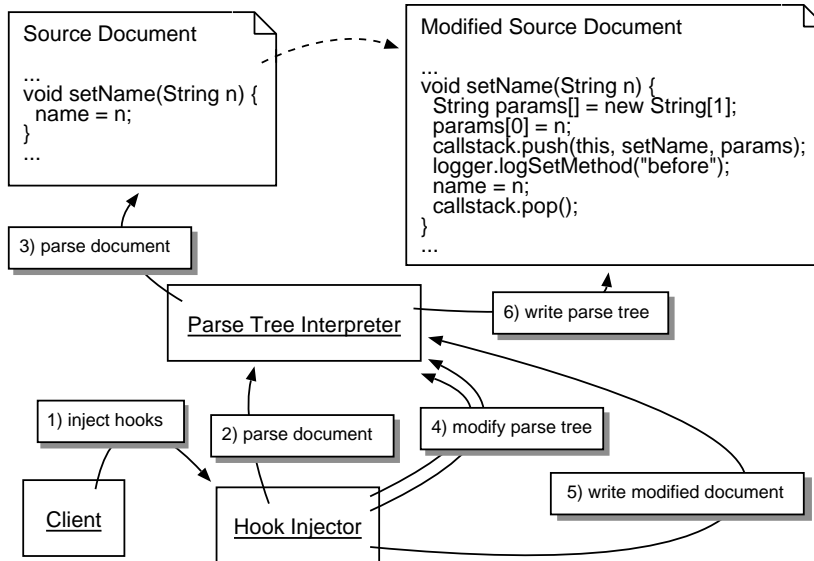 Source Document
...
void setName(String n) {
name = n;
}
...
Modified Source Document
...
void setName(String n) {
String params[] = new String[1];
params[0] = n;
callstack.push(this, setName, params);
logger.logSetMethod("before");
name = n;
callstack.pop();
}
...
3) parse document
6) write parse tree
Parse Tree Interpreter
1) inject hooks
2) parse document
4) modify parse tree
5) write modified document
Client
Hook Injector